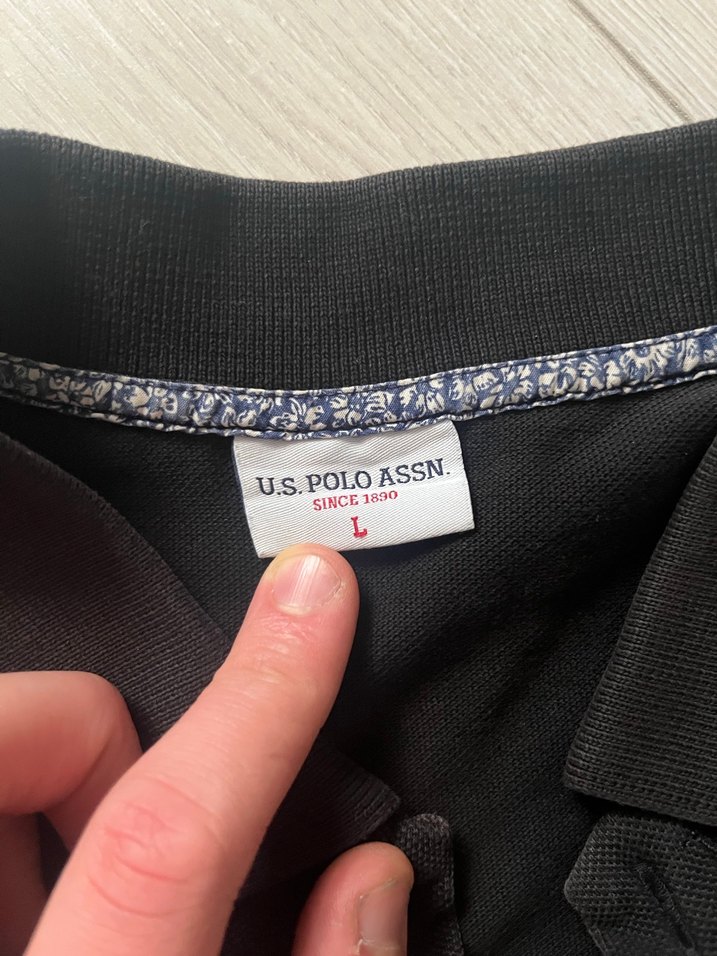 U.S. POLO ASSN.
SINCE 1890
L